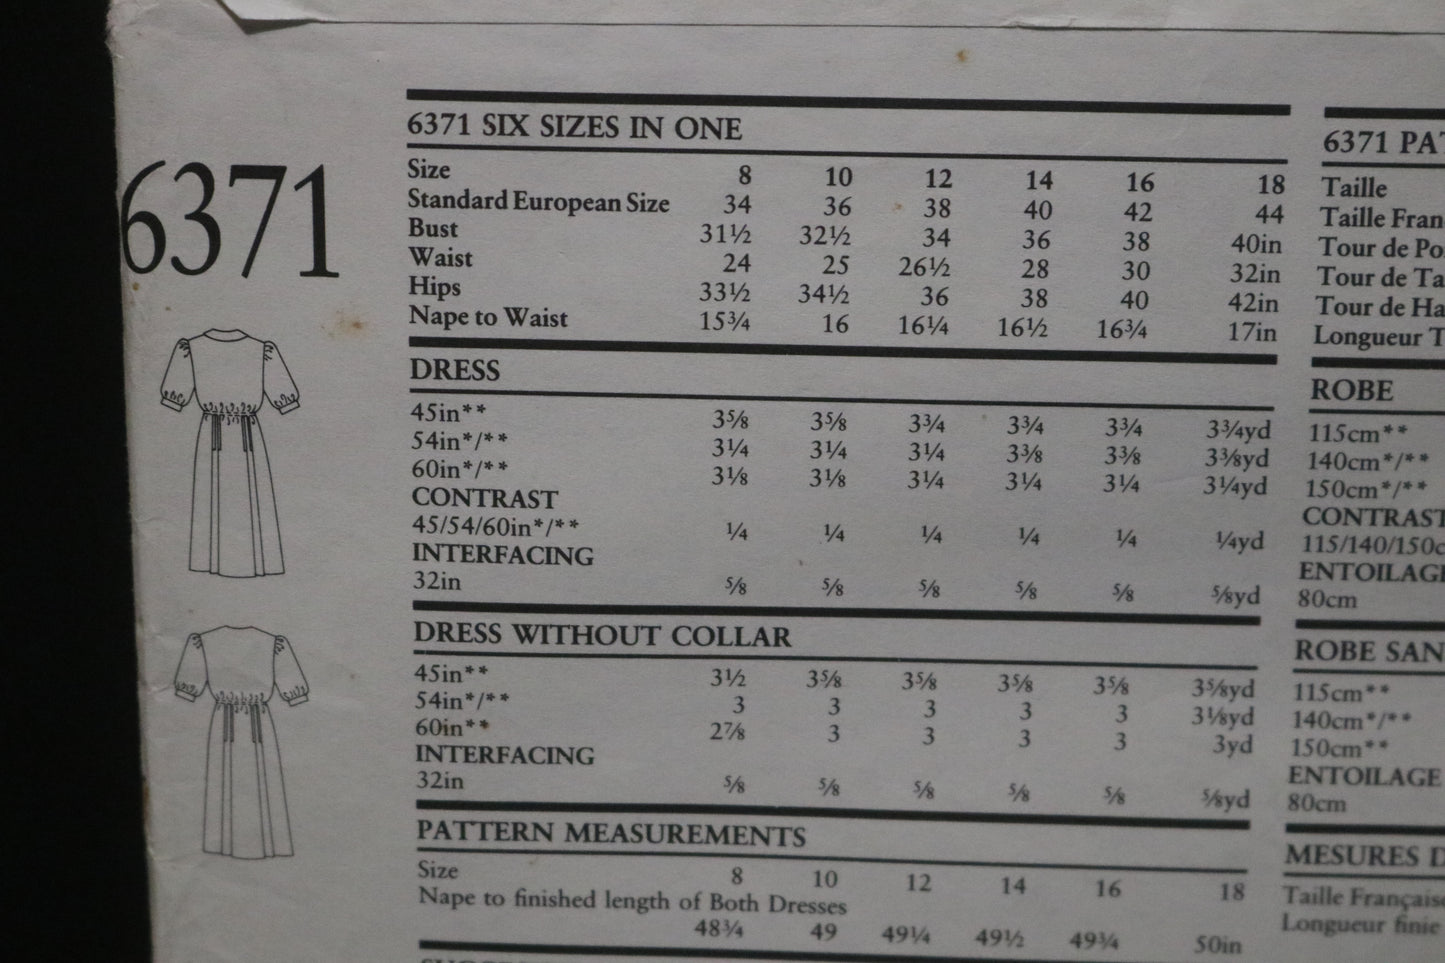 6371
6371 SIX SIZES IN ONE
Size 8 10 12 14 16 18
Standard European Size 34 36 38 40 42 44
Bust 31½ 32½ 34 36 38 40in
Waist 24 25 26½ 28 30 32in
Hips 33½ 34½ 36 38 40 42in
Nape to Waist 15¾ 16 16¼ 16½ 16¾ 17in
DRESS
45in** 3⅝ 3⅝ 3¾ 3¾ 3¾ 3¾yd
54in*/** 3¼ 3¼ 3¼ 3⅜ 3⅜ 3⅜yd
60in*/** 3⅛ 3⅛ 3¼ 3¼ 3¼ 3¼yd
CONTRAST
45/54/60in*/** ¼ ¼ ¼ ¼ ¼ ¼yd
INTERFACING
32in ⅝ ⅝ ⅝ ⅝ ⅝ ⅝yd
DRESS WITHOUT COLLAR
45in** 3½ 3⅝ 3⅝ 3⅝ 3⅝ 3⅝yd
54in*/** 3 3 3 3 3 3⅛yd
60in** 2⅞ 3 3 3 3 3yd
INTERFACING
32in ⅝ ⅝ ⅝ ⅝ ⅝ ⅝yd
PATTERN MEASUREMENTS
Size 8 10 12 14 16 18
Nape to finished length of Both Dresses
48¾ 49 49¼ 49½ 49¾ 50in
6371 PAT
Taille
Taille Fran
Tour de Po
Tour de Ta
Tour de Ha
Longueur T
ROBE
115cm**
140cm*/**
150cm*/**
CONTRAST
115/140/150c
ENTOILAGE
80cm
ROBE SAN
115cm**
140cm*/**
150cm**
ENTOILAGE
80cm
MESURES D
Taille Française
Longueur finie